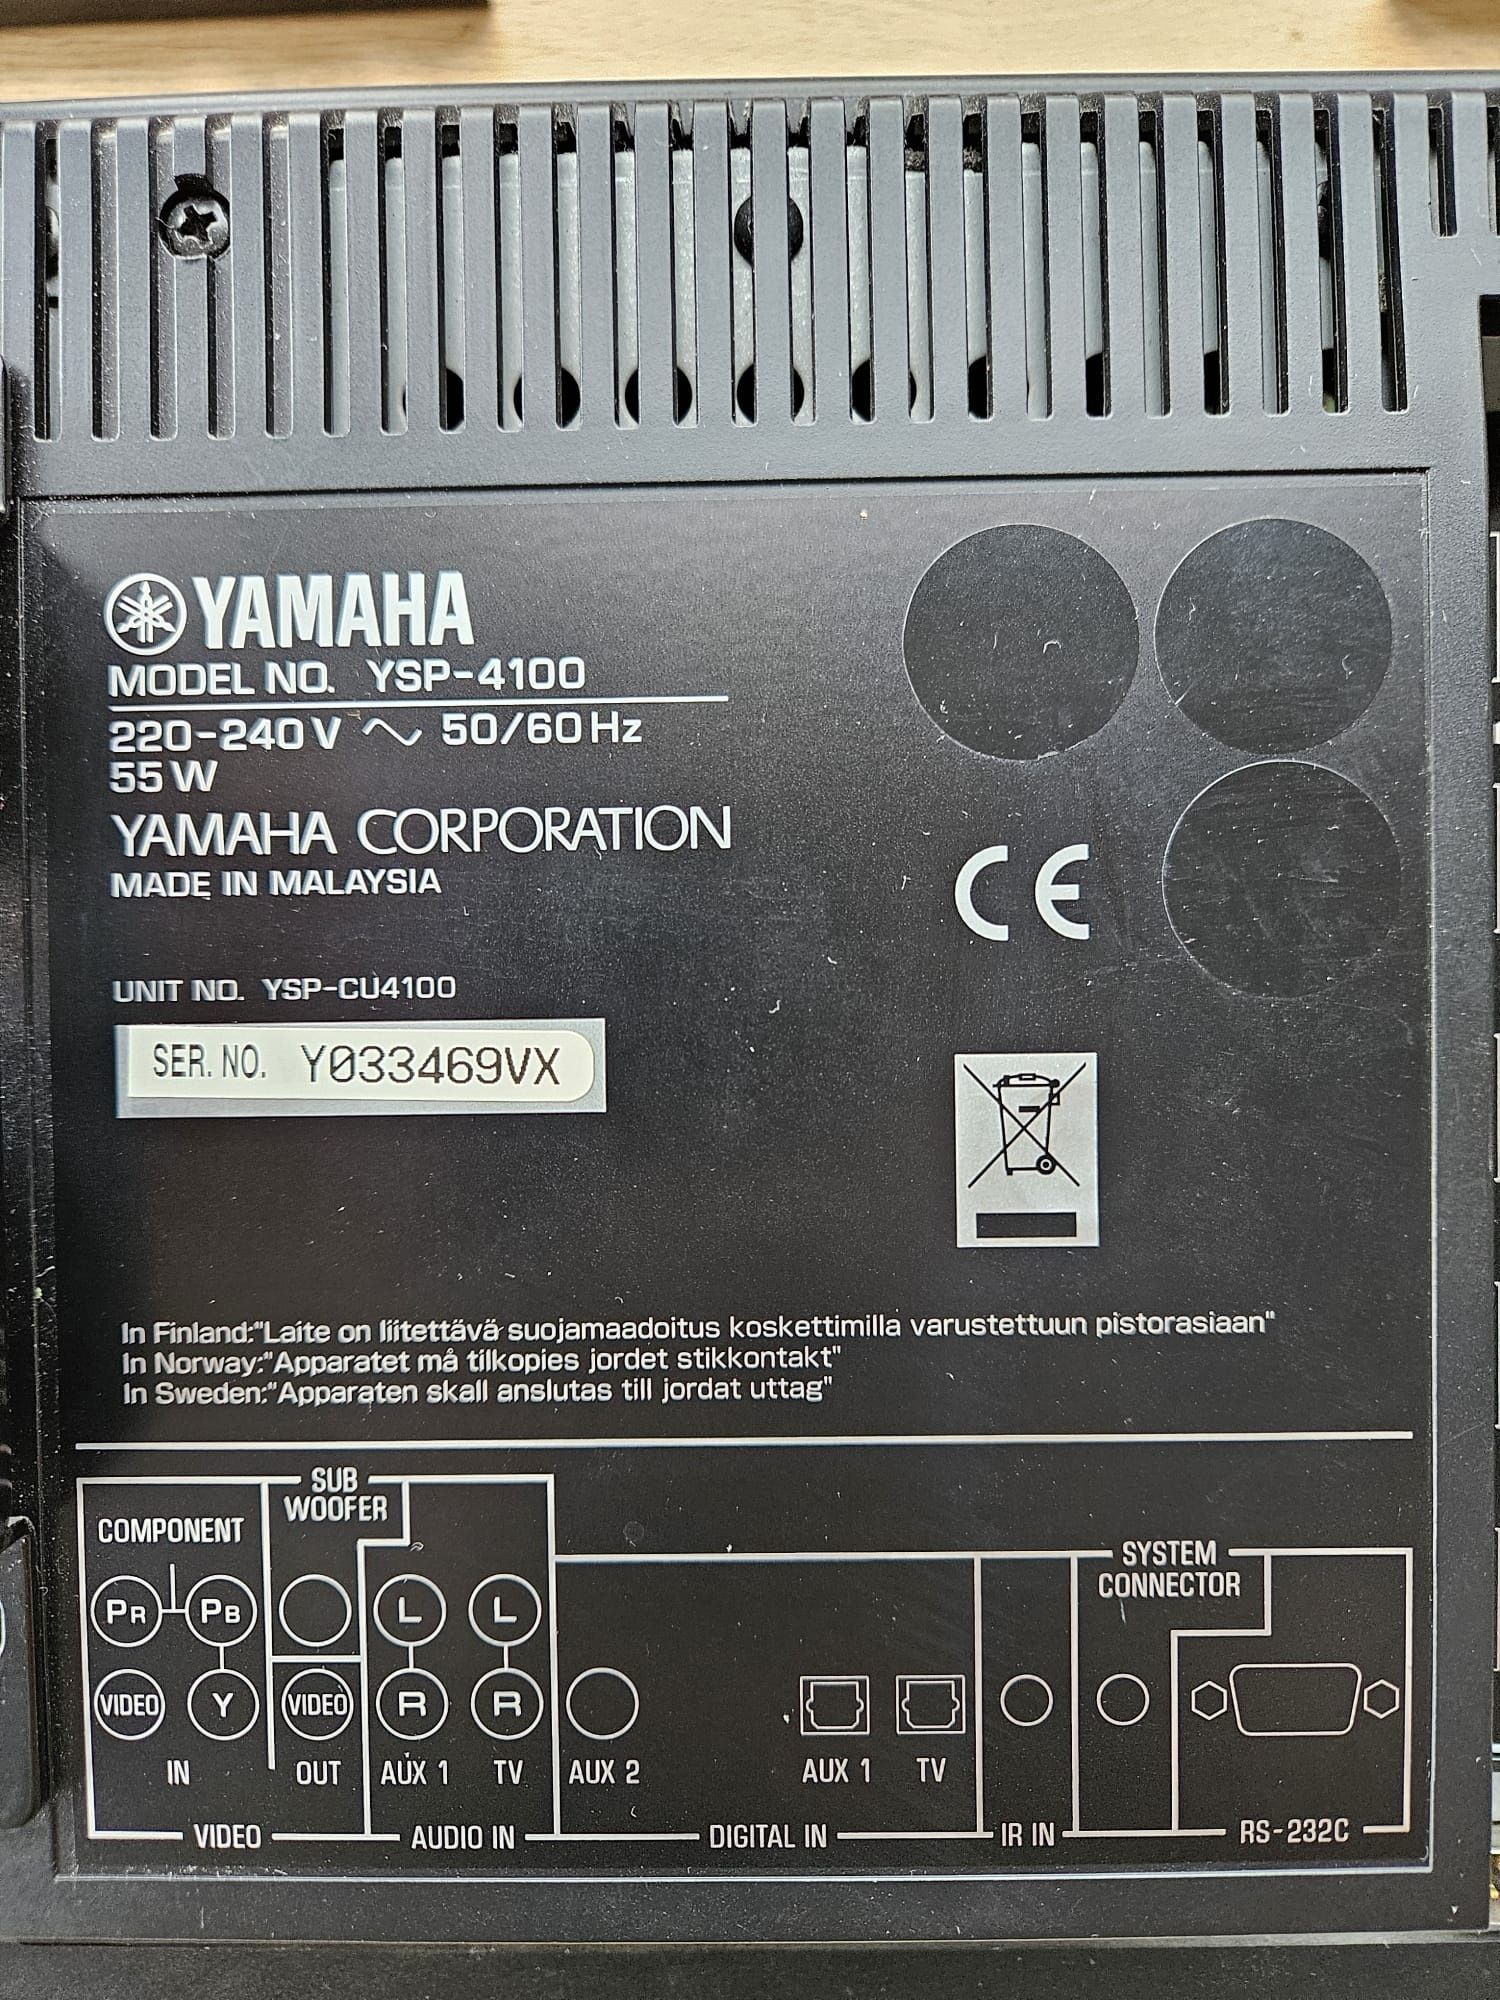 YAMAHA
MODEL NO. YSP-4100
220-240V ~ 50/60Hz
55W
YAMAHA CORPORATION
MADE IN MALAYSIA
CE
UNIT NO. YSP-CU4100
SER. NO. Y033469VX
In Finland:"Laite on liitettävä suojamaadoitus koskettimilla varustettuun pistorasiaan"
In Norway:"Apparatet må tilkopies jordet stikkontakt"
In Sweden:"Apparaten skall anslutas till jordat uttag"
SUB
WOOFER
COMPONENT
SYSTEM
CONNECTOR
PR PB L L
VIDEO Y VIDEO R R
IN OUT AUX 1 TV AUX 2 AUX 1 TV
VIDEO AUDIO IN DIGITAL IN IR IN RS-232C